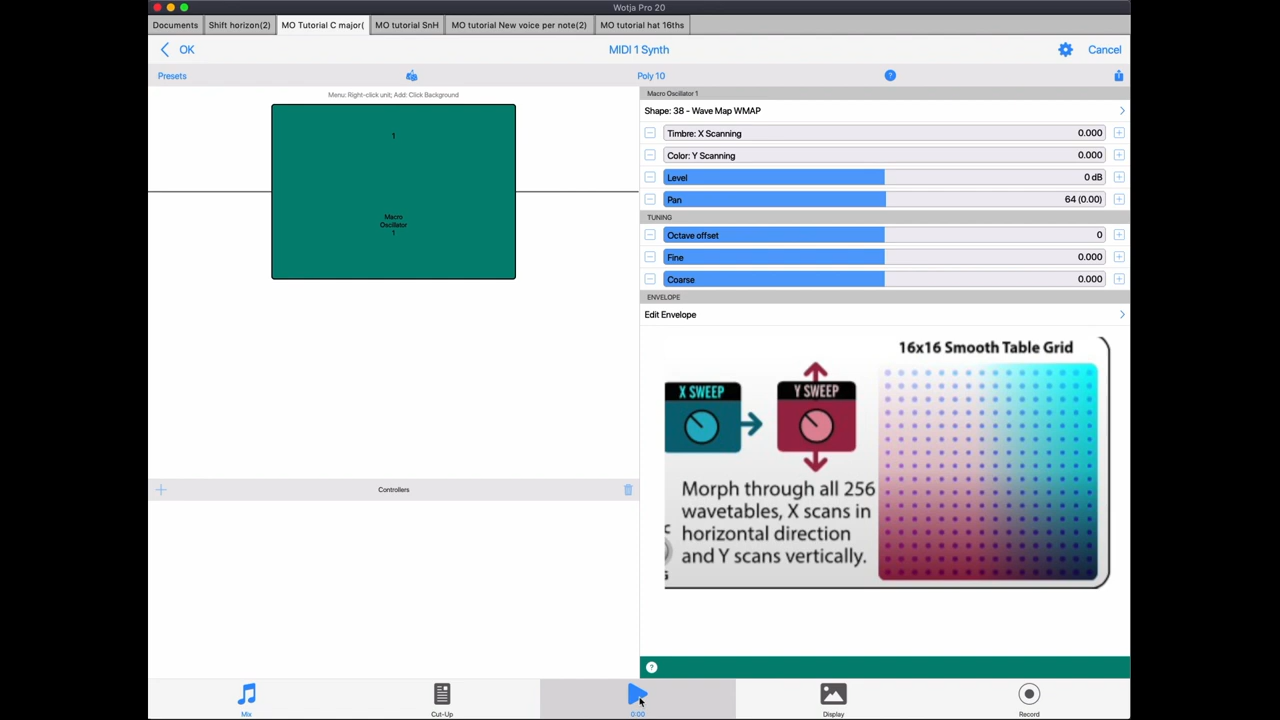 Wotja Pro 20
Documents
Shift horizon(2)
MO Tutorial C major(
MO tutorial SnH
MO tutorial New voice per note(2)
MO tutorial hat 16ths
OK
MIDI 1 Synth
Cancel
Presets
Poly 10
?
Menu: Right-click unit; Add: Click Background
1
Macro
Oscillator
1
Macro Oscillator 1
Shape: 38 - Wave Map WMAP
Timbre: X Scanning 0.000
Color: Y Scanning 0.000
Level 0 dB
Pan 64 (0.00)
TUNING
Octave offset 0
Fine 0.000
Coarse 0.000
ENVELOPE
Edit Envelope
16x16 Smooth Table Grid
X SWEEP
Y SWEEP
Morph through all 256
wavetables, X scans in
horizontal direction
and Y scans vertically.
Controllers
?
Mix
Cut-Up
0:00
Display
Record